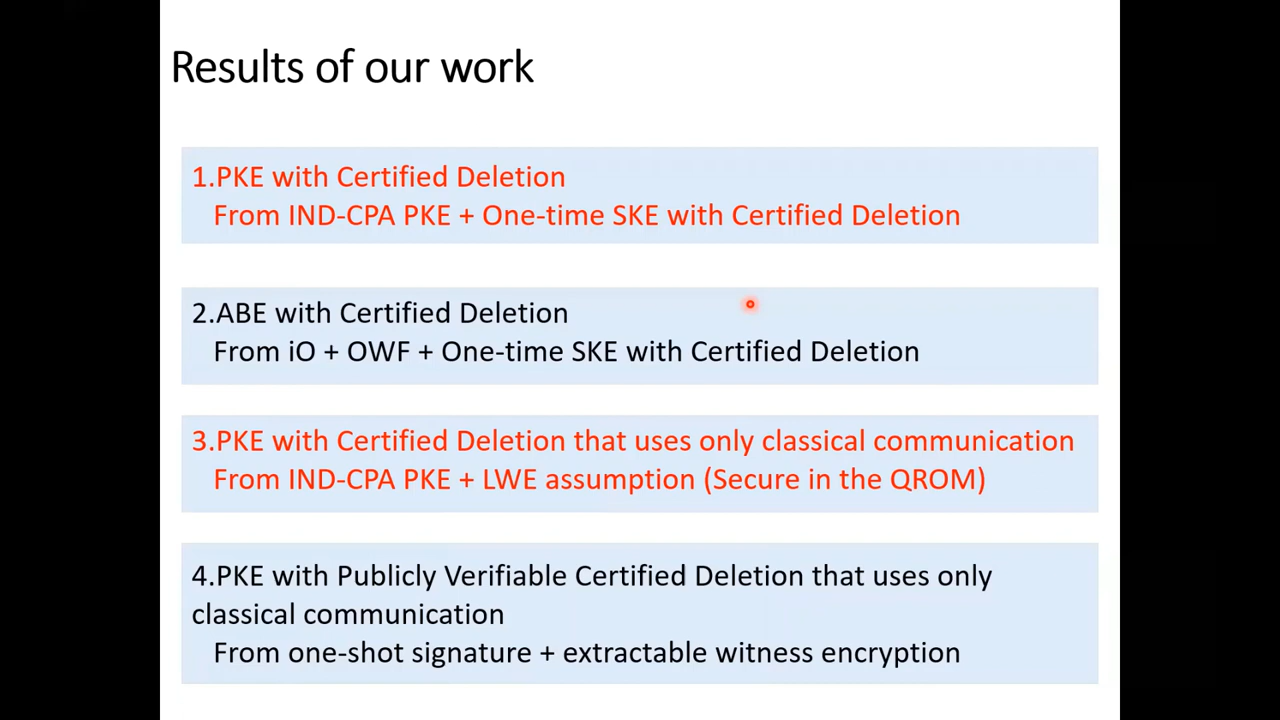 Results of our work
1.PKE with Certified Deletion
From IND-CPA PKE + One-time SKE with Certified Deletion
2.ABE with Certified Deletion
From iO + OWF + One-time SKE with Certified Deletion
3.PKE with Certified Deletion that uses only classical communication
From IND-CPA PKE + LWE assumption (Secure in the QROM)
4.PKE with Publicly Verifiable Certified Deletion that uses only
classical communication
From one-shot signature + extractable witness encryption